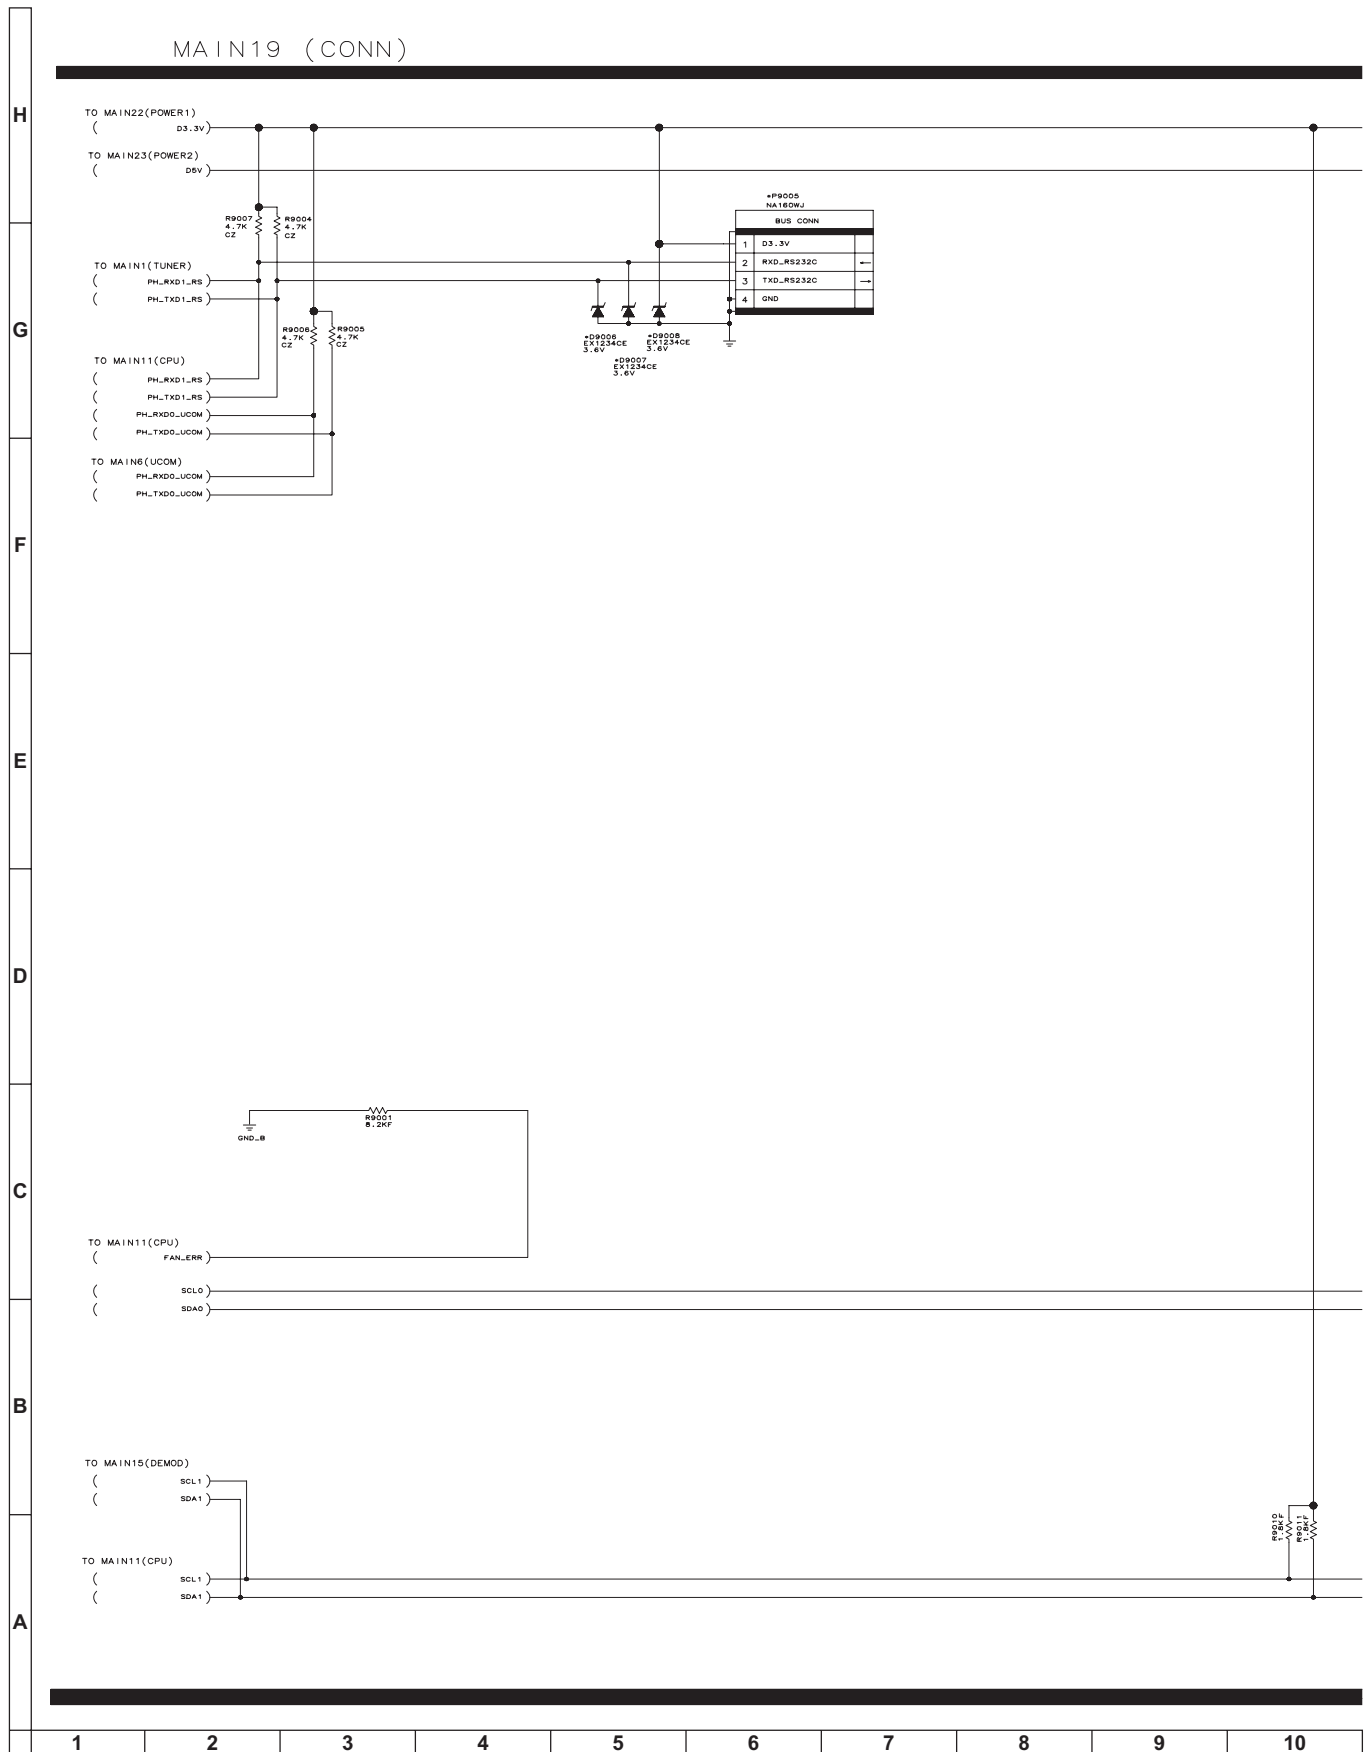 MAIN19 (CONN)
H
TO MAIN22(POWER1)
( D3.3V )
TO MAIN23(POWER2)
( D5V )
*P9005
NA160WJ
BUS CONN
1 D3.3V
2 RXD_RS232C ←
3 TXD_RS232C →
4 GND
R9007
4.7K
CZ
R9004
4.7K
CZ
TO MAIN1(TUNER)
( PH_RXD1_RS )
( PH_TXD1_RS )
G
R9006
4.7K
CZ
R9005
4.7K
CZ
*D9006
EX1234CE
3.6V
*D9008
EX1234CE
3.6V
*D9007
EX1234CE
3.6V
TO MAIN11(CPU)
( PH_RXD1_RS )
( PH_TXD1_RS )
( PH_RXD0_UCOM )
( PH_TXD0_UCOM )
TO MAIN6(UCOM)
( PH_RXD0_UCOM )
( PH_TXD0_UCOM )
F
E
D
R9001
8.2KF
GND_B
C
TO MAIN11(CPU)
( FAN_ERR )
( SCL0 )
( SDA0 )
B
TO MAIN15(DEMOD)
( SCL1 )
( SDA1 )
R9010
1.8KF
R9011
1.8KF
TO MAIN11(CPU)
( SCL1 )
( SDA1 )
A
1 2 3 4 5 6 7 8 9 10